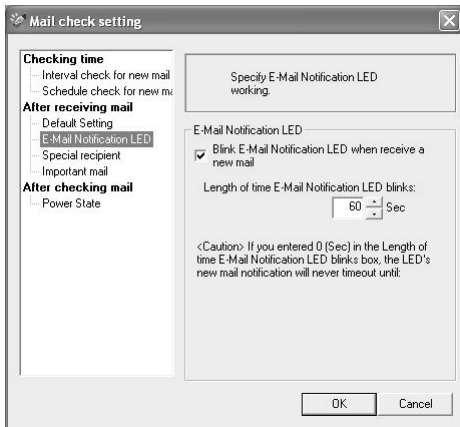 Mail check setting
Checking time
Interval check for new mail
Schedule check for new ma
After receiving mail
Default Setting
E-Mail Notification LED
Special recipient
Important mail
After checking mail
Power State
Specify E-Mail Notification LED
working.
E-Mail Notification LED
Blink E-Mail Notification LED when receive a
new mail
Length of time E-Mail Notification LED blinks:
60 Sec
<Caution> If you entered 0 (Sec) in the Length of
time E-Mail Notification LED blinks box, the LED's
new mail notification will never timeout until:
OK Cancel